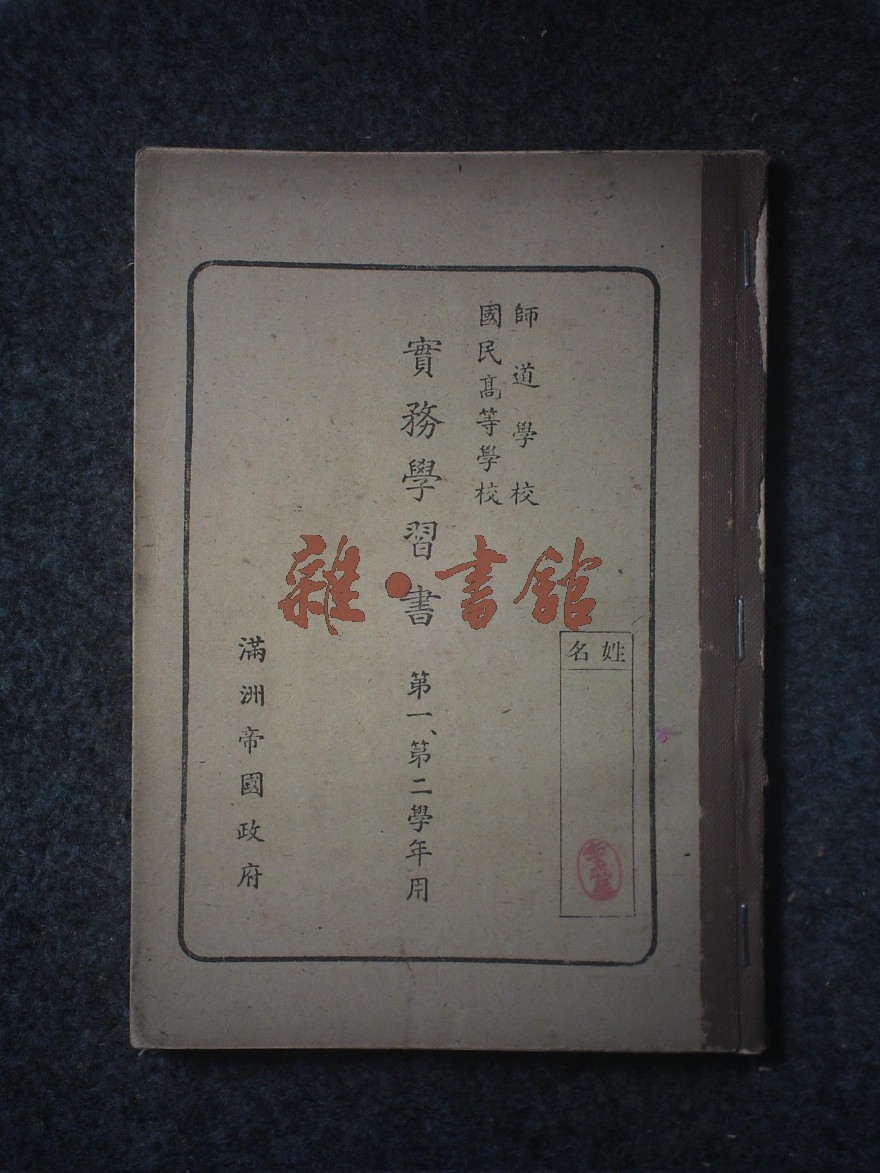 師道學校
國民高等學校
實務學習書 第一、第二學年用
滿洲帝國政府
姓名
雜·書館